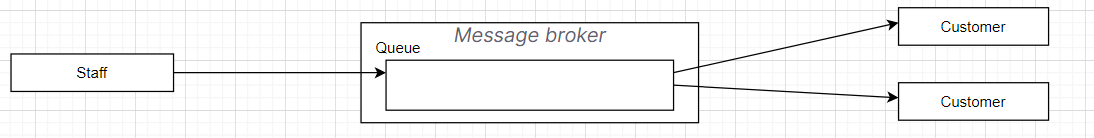 Message broker
Queue
Staff
Customer
Customer